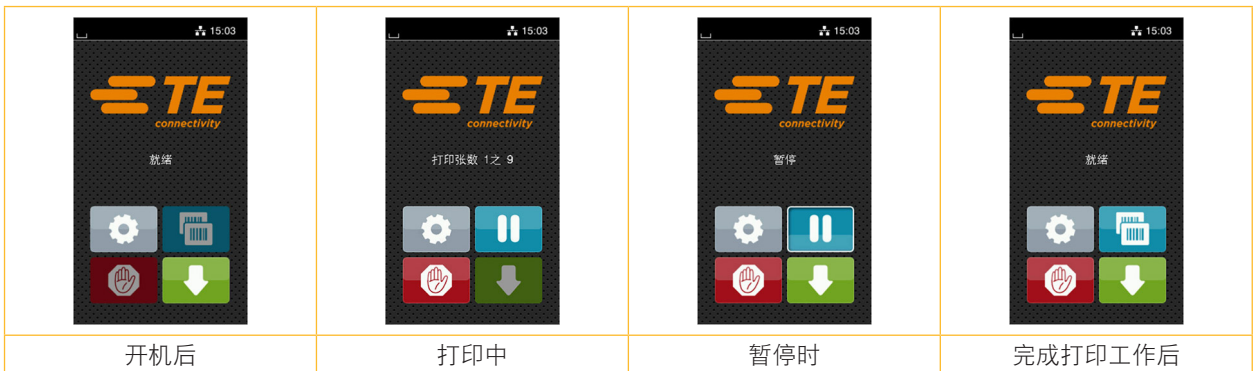 15:03
TE
connectivity
就绪
开机后
15:03
TE
connectivity
打印张数 1之 9
打印中
15:03
TE
connectivity
暂停
暂停时
15:03
TE
connectivity
就绪
完成打印工作后